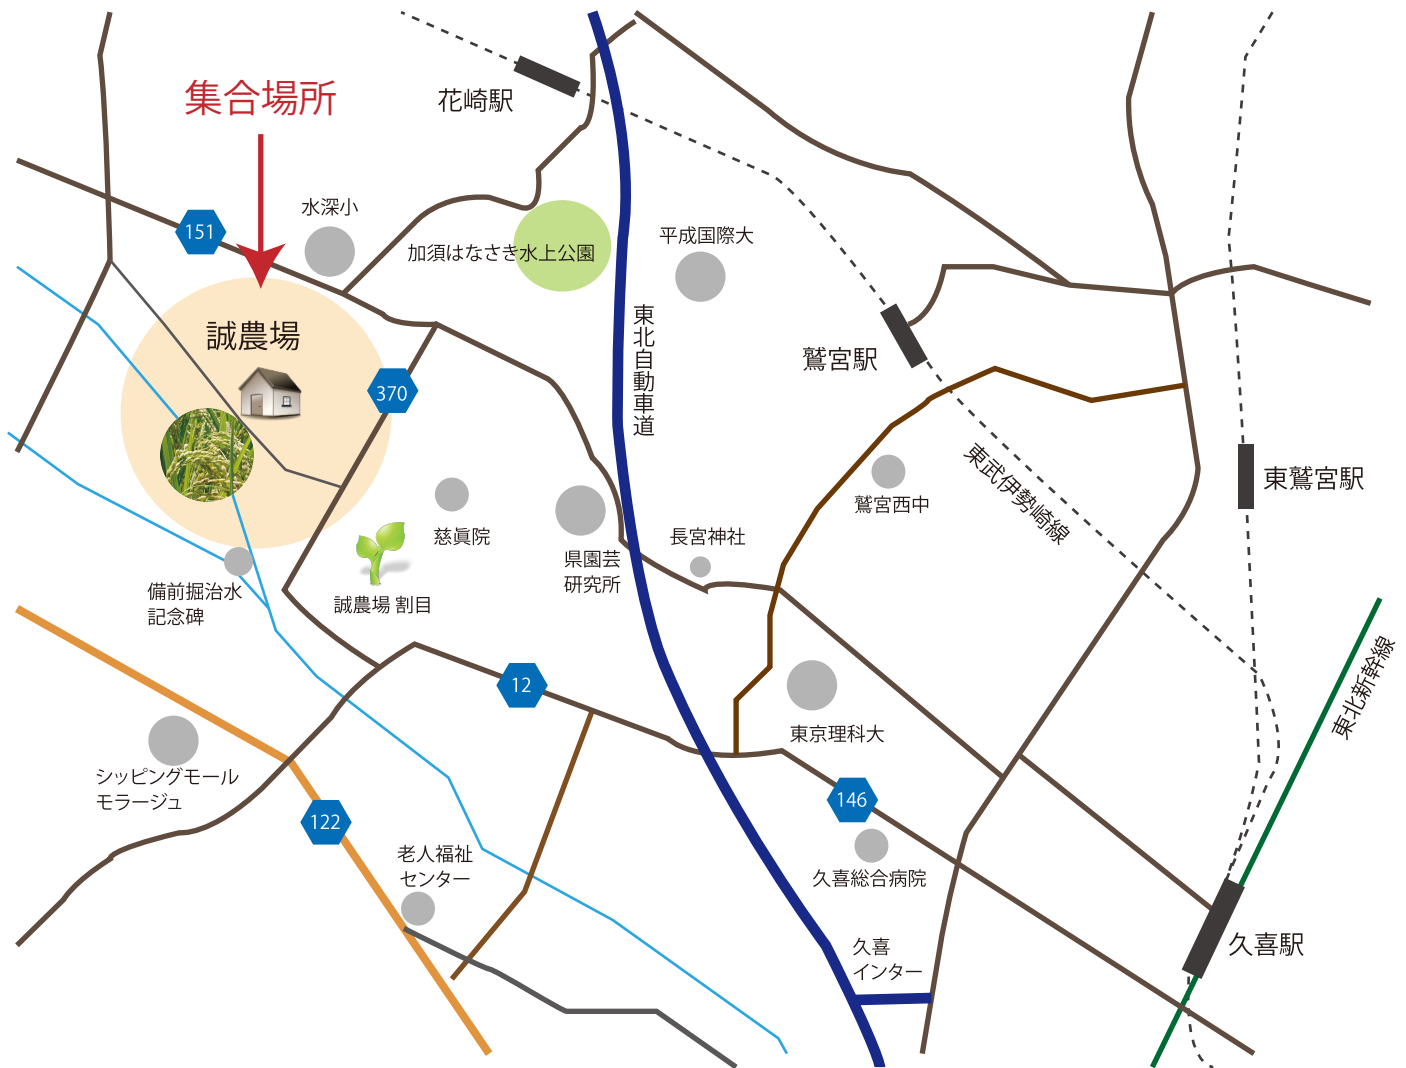 集合場所
花崎駅
水深小
151
加須はなさき水上公園
平成国際大
東北自動車道
誠農場
鷲宮駅
370
東武伊勢崎線
東鷲宮駅
鷲宮西中
慈眞院
長宮神社
県園芸
研究所
備前掘治水
記念碑
誠農場 割目
東北新幹線
12
東京理科大
シッピングモール
モラージュ
146
122
老人福祉
センター
久喜総合病院
久喜
インター
久喜駅